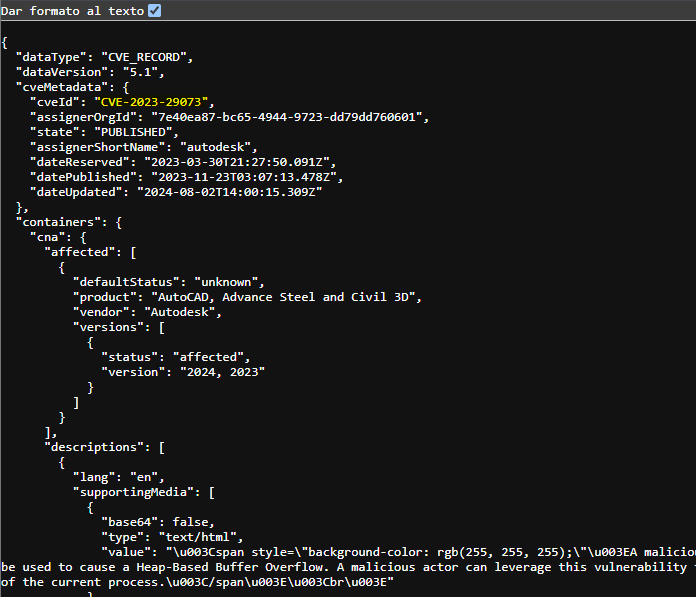 Dar formato al texto
{
"dataType": "CVE_RECORD",
"dataVersion": "5.1",
"cveMetadata": {
"cveId": "CVE-2023-29073",
"assignerOrgId": "7e40ea87-bc65-4944-9723-dd79dd760601",
"state": "PUBLISHED",
"assignerShortName": "autodesk",
"dateReserved": "2023-03-30T21:27:50.091Z",
"datePublished": "2023-11-23T03:07:13.478Z",
"dateUpdated": "2024-08-02T14:00:15.309Z"
},
"containers": {
"cna": {
"affected": [
{
"defaultStatus": "unknown",
"product": "AutoCAD, Advance Steel and Civil 3D",
"vendor": "Autodesk",
"versions": [
{
"status": "affected",
"version": "2024, 2023"
}
]
}
],
"descriptions": [
{
"lang": "en",
"supportingMedia": [
{
"base64": false,
"type": "text/html",
"value": "\u003Cspan style=\"background-color: rgb(255, 255, 255);\"\u003EA malicio
be used to cause a Heap-Based Buffer Overflow. A malicious actor can leverage this vulnerability
of the current process.\u003C/span\u003E\u003Cbr\u003E"
}